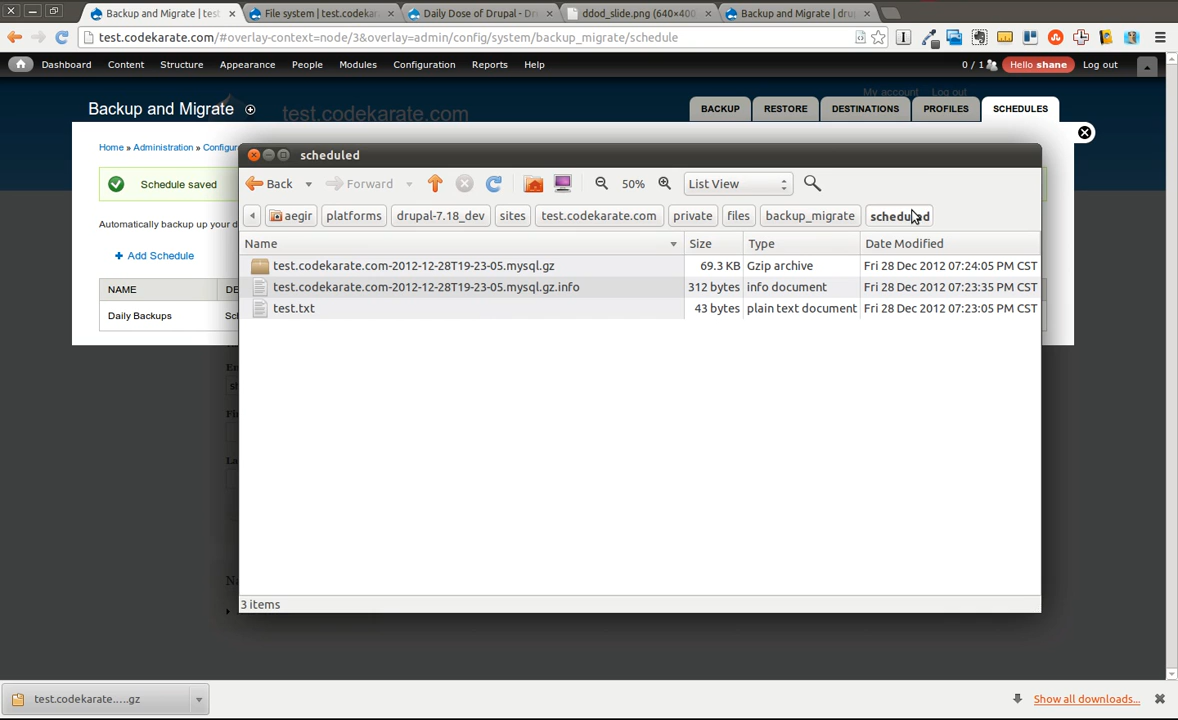 Backup and Migrate | test
File system | test.codekar
Daily Dose of Drupal - Dr
ddod_slide.png (640×400
Backup and Migrate | dru
test.codekarate.com/#overlay-context=node/3&overlay=admin/config/system/backup_migrate/schedule
Dashboard Content Structure Appearance People Modules Configuration Reports Help 0 / 1 Hello shane Log out
My account Log out
Backup and Migrate
test.codekarate.com
BACKUP RESTORE DESTINATIONS PROFILES SCHEDULES
Home » Administration » Configur
scheduled
Schedule saved
Back Forward 50% List View
aegir platforms drupal-7.18_dev sites test.codekarate.com private files backup_migrate scheduled
Automatically backup up your d
Name Size Type Date Modified
Add Schedule
test.codekarate.com-2012-12-28T19-23-05.mysql.gz 69.3 KB Gzip archive Fri 28 Dec 2012 07:24:05 PM CST
NAME DE
test.codekarate.com-2012-12-28T19-23-05.mysql.gz.info 312 bytes info document Fri 28 Dec 2012 07:23:35 PM CST
test.txt 43 bytes plain text document Fri 28 Dec 2012 07:23:05 PM CST
Daily Backups Sc
3 items
test.codekarate.….gz
Show all downloads...